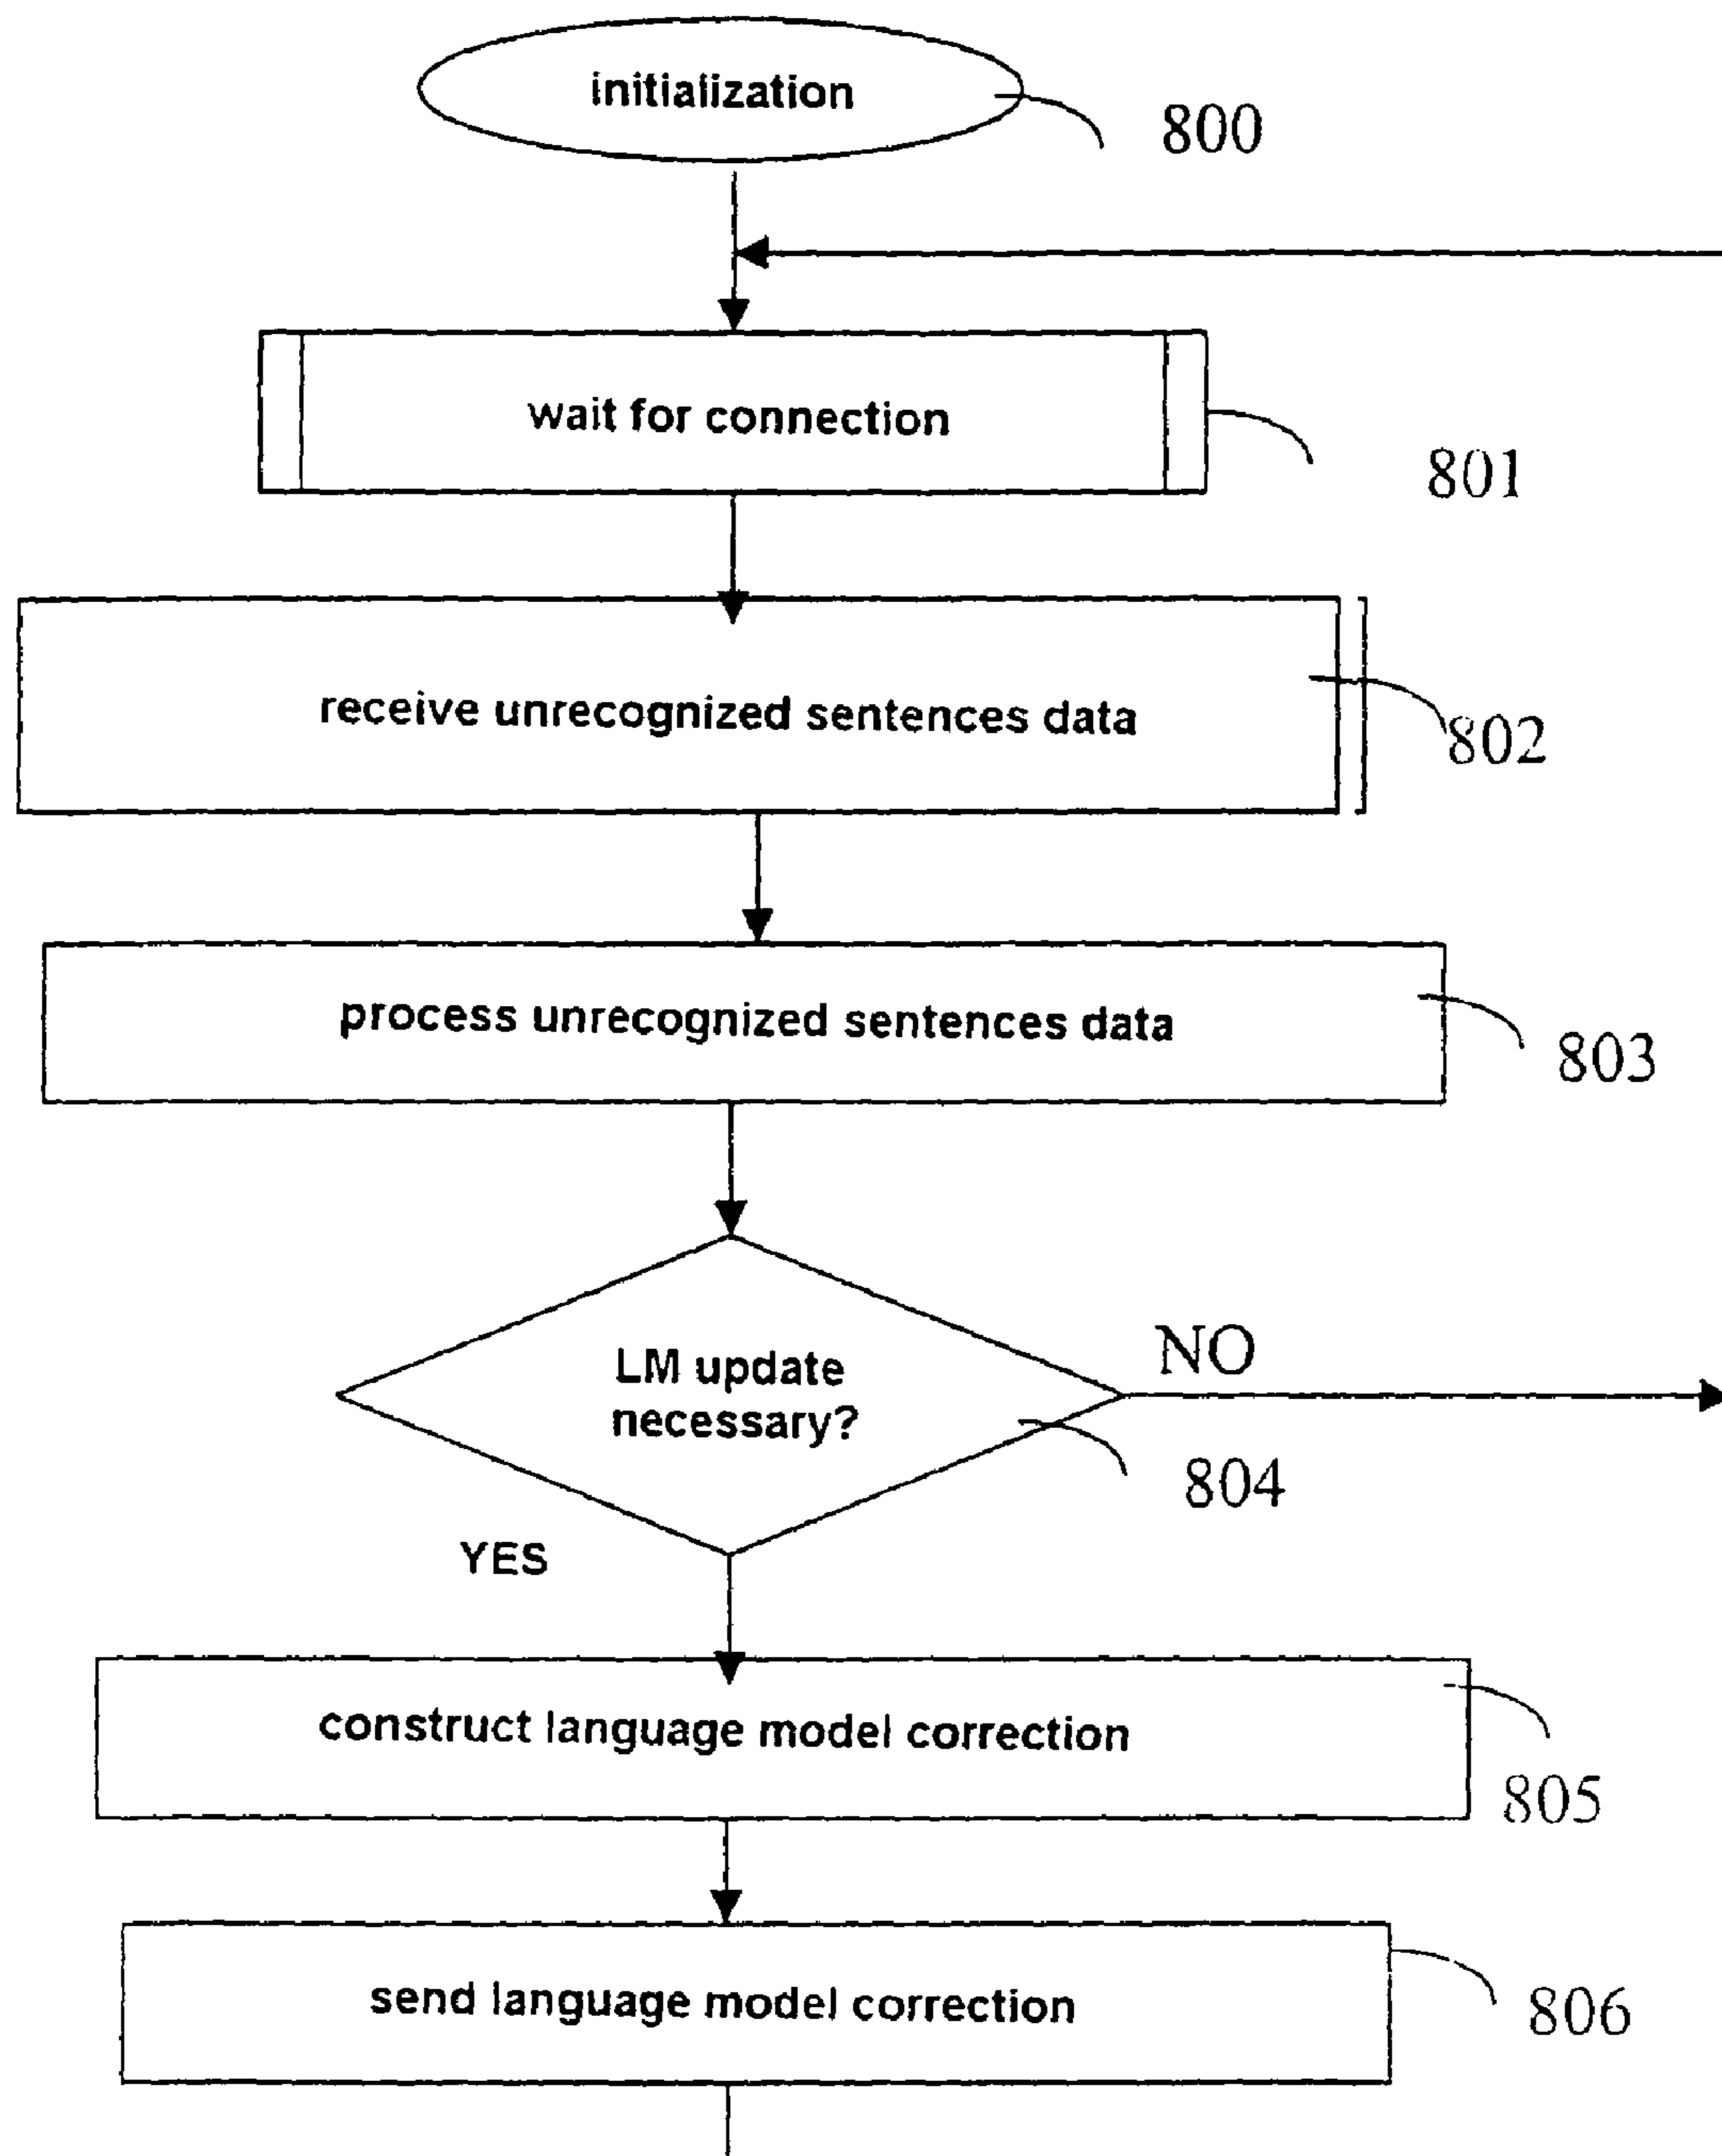 initialization
800
wait for connection
801
receive unrecognized sentences data
802
process unrecognized sentences data
803
LM update
necessary?
NO
804
YES
construct language model correction
805
send language model correction
806